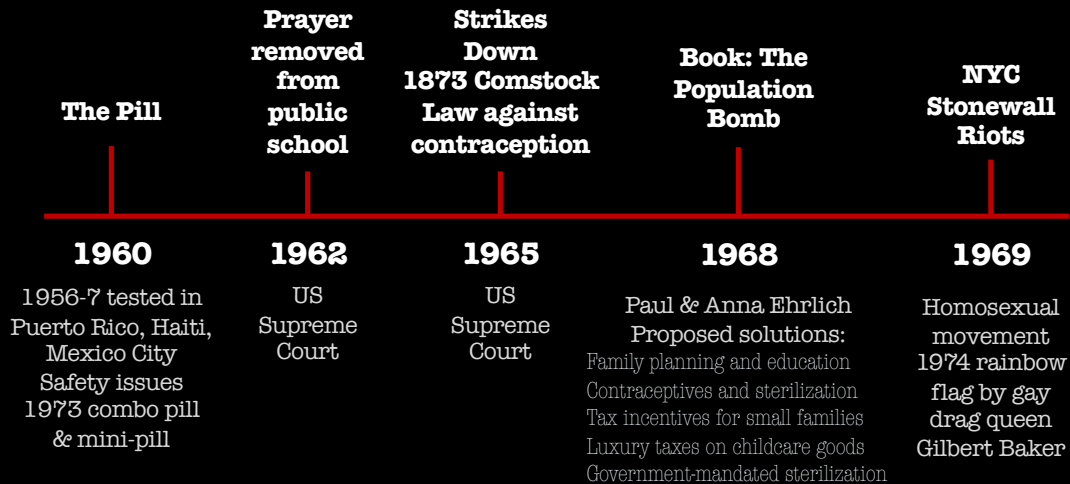 The Pill
1960
1956-7 tested in
Puerto Rico, Haiti,
Mexico City
Safety issues
1973 combo pill
& mini-pill
Prayer
removed
from
public
school
1962
US
Supreme
Court
Strikes
Down
1873 Comstock
Law against
contraception
1965
US
Supreme
Court
Book: The
Population
Bomb
1968
Paul & Anna Ehrlich
Proposed solutions:
Family planning and education
Contraceptives and sterilization
Tax incentives for small families
Luxury taxes on childcare goods
Government-mandated sterilization
NYC
Stonewall
Riots
1969
Homosexual
movement
1974 rainbow
flag by gay
drag queen
Gilbert Baker